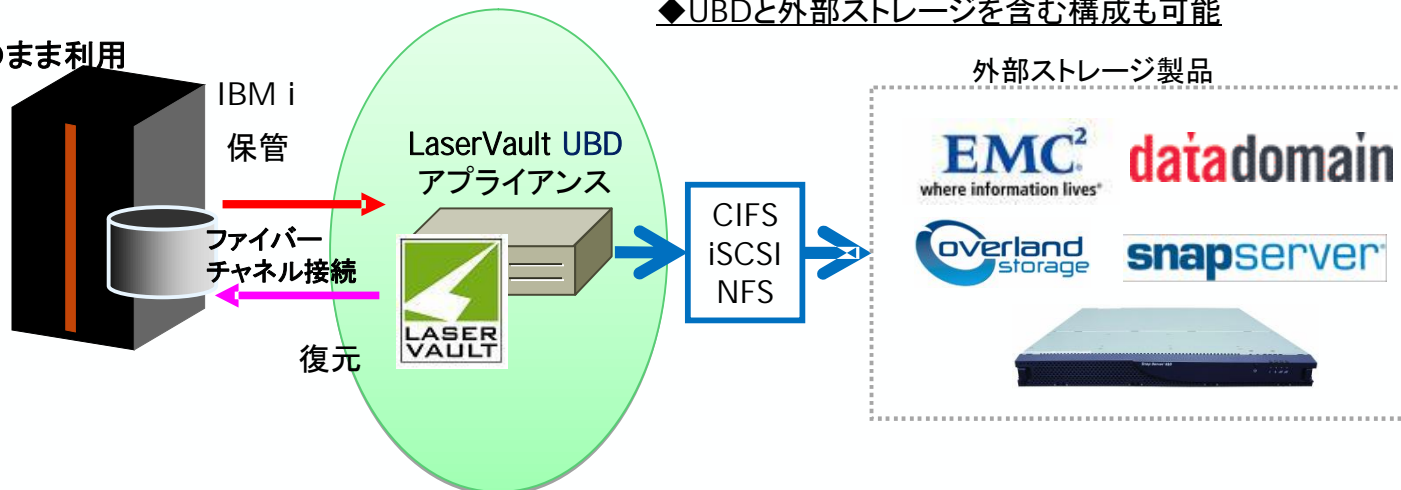 ◆UBDと外部ストレージを含む構成も可能
のまま利用
IBM i
保管
ファイバー
チャネル接続
復元
LaserVault UBD
アプライアンス
LASER
VAULT
CIFS
iSCSI
NFS
外部ストレージ製品
EMC²
where information lives®
datadomain
overland
storage
snapserver